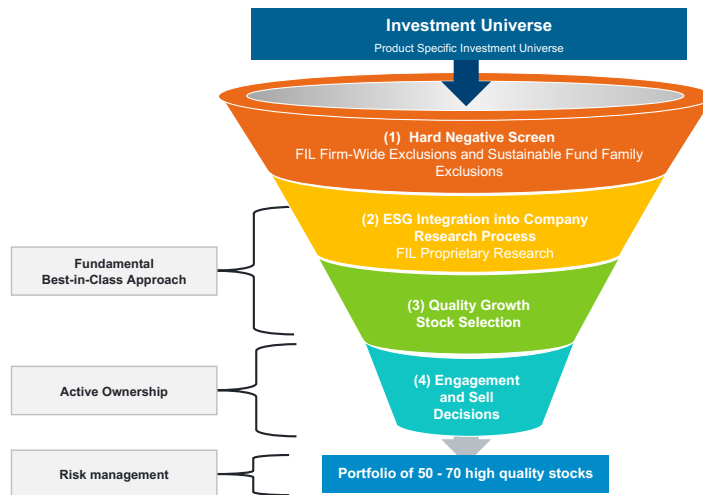 Investment Universe
Product Specific Investment Universe
(1) Hard Negative Screen
FIL Firm-Wide Exclusions and Sustainable Fund Family
Exclusions
(2) ESG Integration into Company
Research Process
FIL Proprietary Research
Fundamental
Best-in-Class Approach
(3) Quality Growth
Stock Selection
Active Ownership
(4) Engagement
and Sell
Decisions
Risk management
Portfolio of 50 - 70 high quality stocks